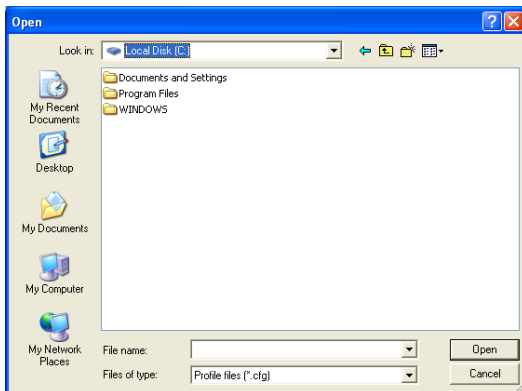 Open
Look in:
Local Disk (C:)
My Recent
Documents
Desktop
My Documents
My Computer
My Network
Places
Documents and Settings
Program Files
WINDOWS
File name:
Open
Files of type:
Profile files (*.cfg)
Cancel